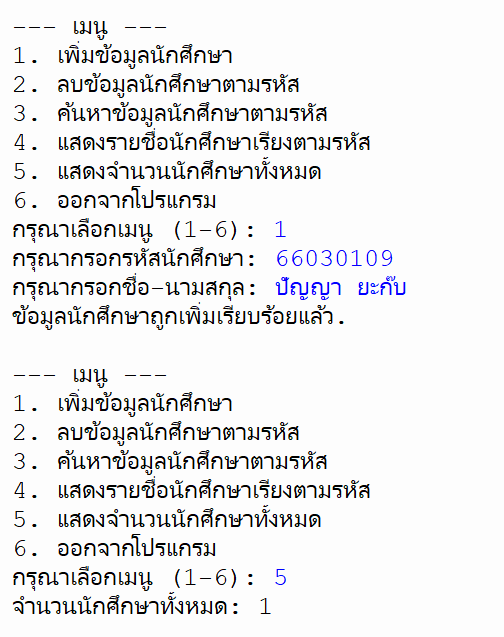 --- เมนู ---
1. เพิ่มข้อมูลนักศึกษา
2. ลบข้อมูลนักศึกษาตามรหัส
3. ค้นหาข้อมูลนักศึกษาตามรหัส
4. แสดงรายชื่อนักศึกษาเรียงตามรหัส
5. แสดงจำนวนนักศึกษาทั้งหมด
6. ออกจากโปรแกรม
กรุณาเลือกเมนู (1-6): 1
กรุณากรอกรหัสนักศึกษา: 66030109
กรุณากรอกชื่อ-นามสกุล: ปัญญา ยะก๊บ
ข้อมูลนักศึกษาถูกเพิ่มเรียบร้อยแล้ว.
--- เมนู ---
1. เพิ่มข้อมูลนักศึกษา
2. ลบข้อมูลนักศึกษาตามรหัส
3. ค้นหาข้อมูลนักศึกษาตามรหัส
4. แสดงรายชื่อนักศึกษาเรียงตามรหัส
5. แสดงจำนวนนักศึกษาทั้งหมด
6. ออกจากโปรแกรม
กรุณาเลือกเมนู (1-6): 5
จำนวนนักศึกษาทั้งหมด: 1